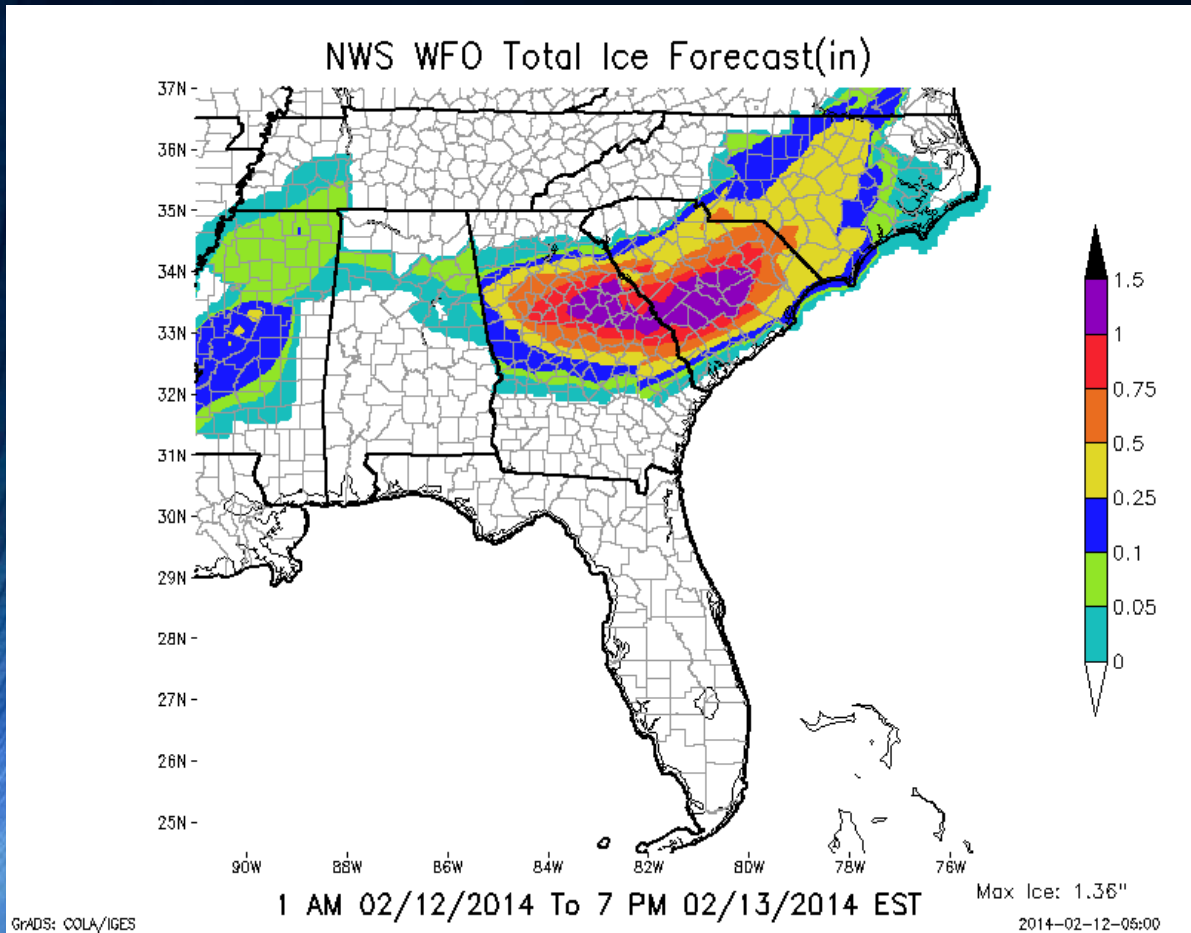 NWS WFO Total Ice Forecast(in)
37N
36N
35N
34N
33N
32N
31N
30N
29N
28N
27N
26N
25N
90W 88W 86W 84W 82W 80W 78W 76W
1.5
1
0.75
0.5
0.25
0.1
0.05
0
1 AM 02/12/2014 To 7 PM 02/13/2014 EST
Max Ice: 1.36"
GrADS: COLA/IGES
2014-02-12-05:00